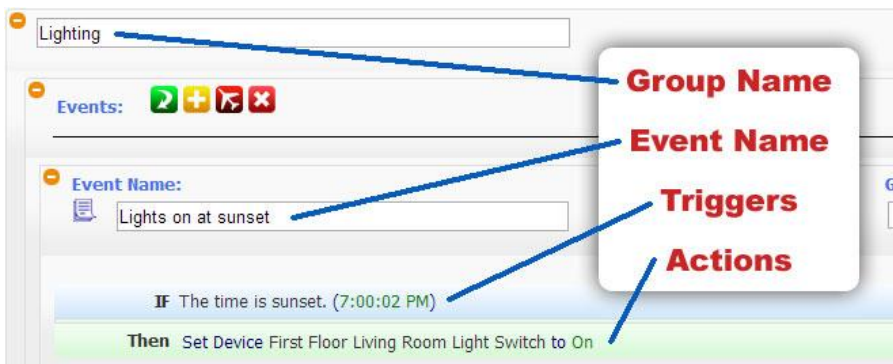 Lighting
Group Name
Events:
Event Name
Event Name:
G
Lights on at sunset
Triggers
Actions
IF The time is sunset. (7:00:02 PM)
Then Set Device First Floor Living Room Light Switch to On